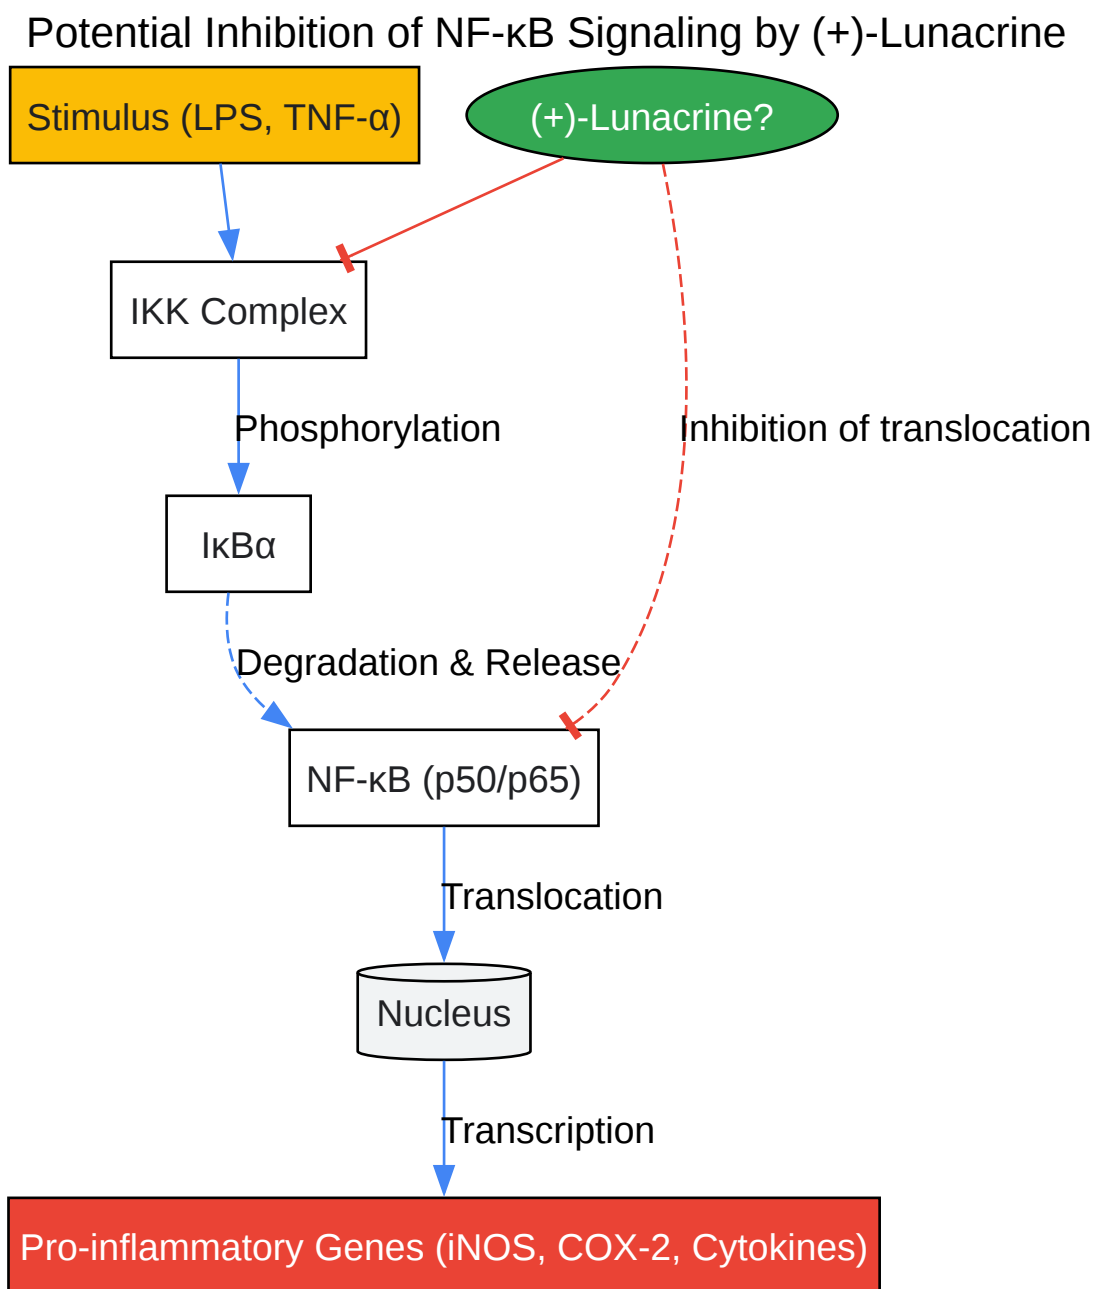 Potential Inhibition of NF-κB Signaling by (+)-Lunacrine
Stimulus (LPS, TNF-α)
(+)-Lunacrine?
IKK Complex
Phosphorylation
Inhibition of translocation
IκBα
Degradation & Release
NF-κB (p50/p65)
Translocation
Nucleus
Transcription
Pro-inflammatory Genes (iNOS, COX-2, Cytokines)